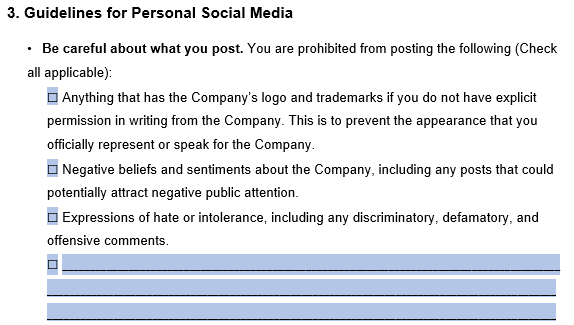 3. Guidelines for Personal Social Media
• Be careful about what you post. You are prohibited from posting the following (Check
all applicable):
☐ Anything that has the Company’s logo and trademarks if you do not have explicit
permission in writing from the Company. This is to prevent the appearance that you
officially represent or speak for the Company.
☐ Negative beliefs and sentiments about the Company, including any posts that could
potentially attract negative public attention.
☐ Expressions of hate or intolerance, including any discriminatory, defamatory, and
offensive comments.
☐